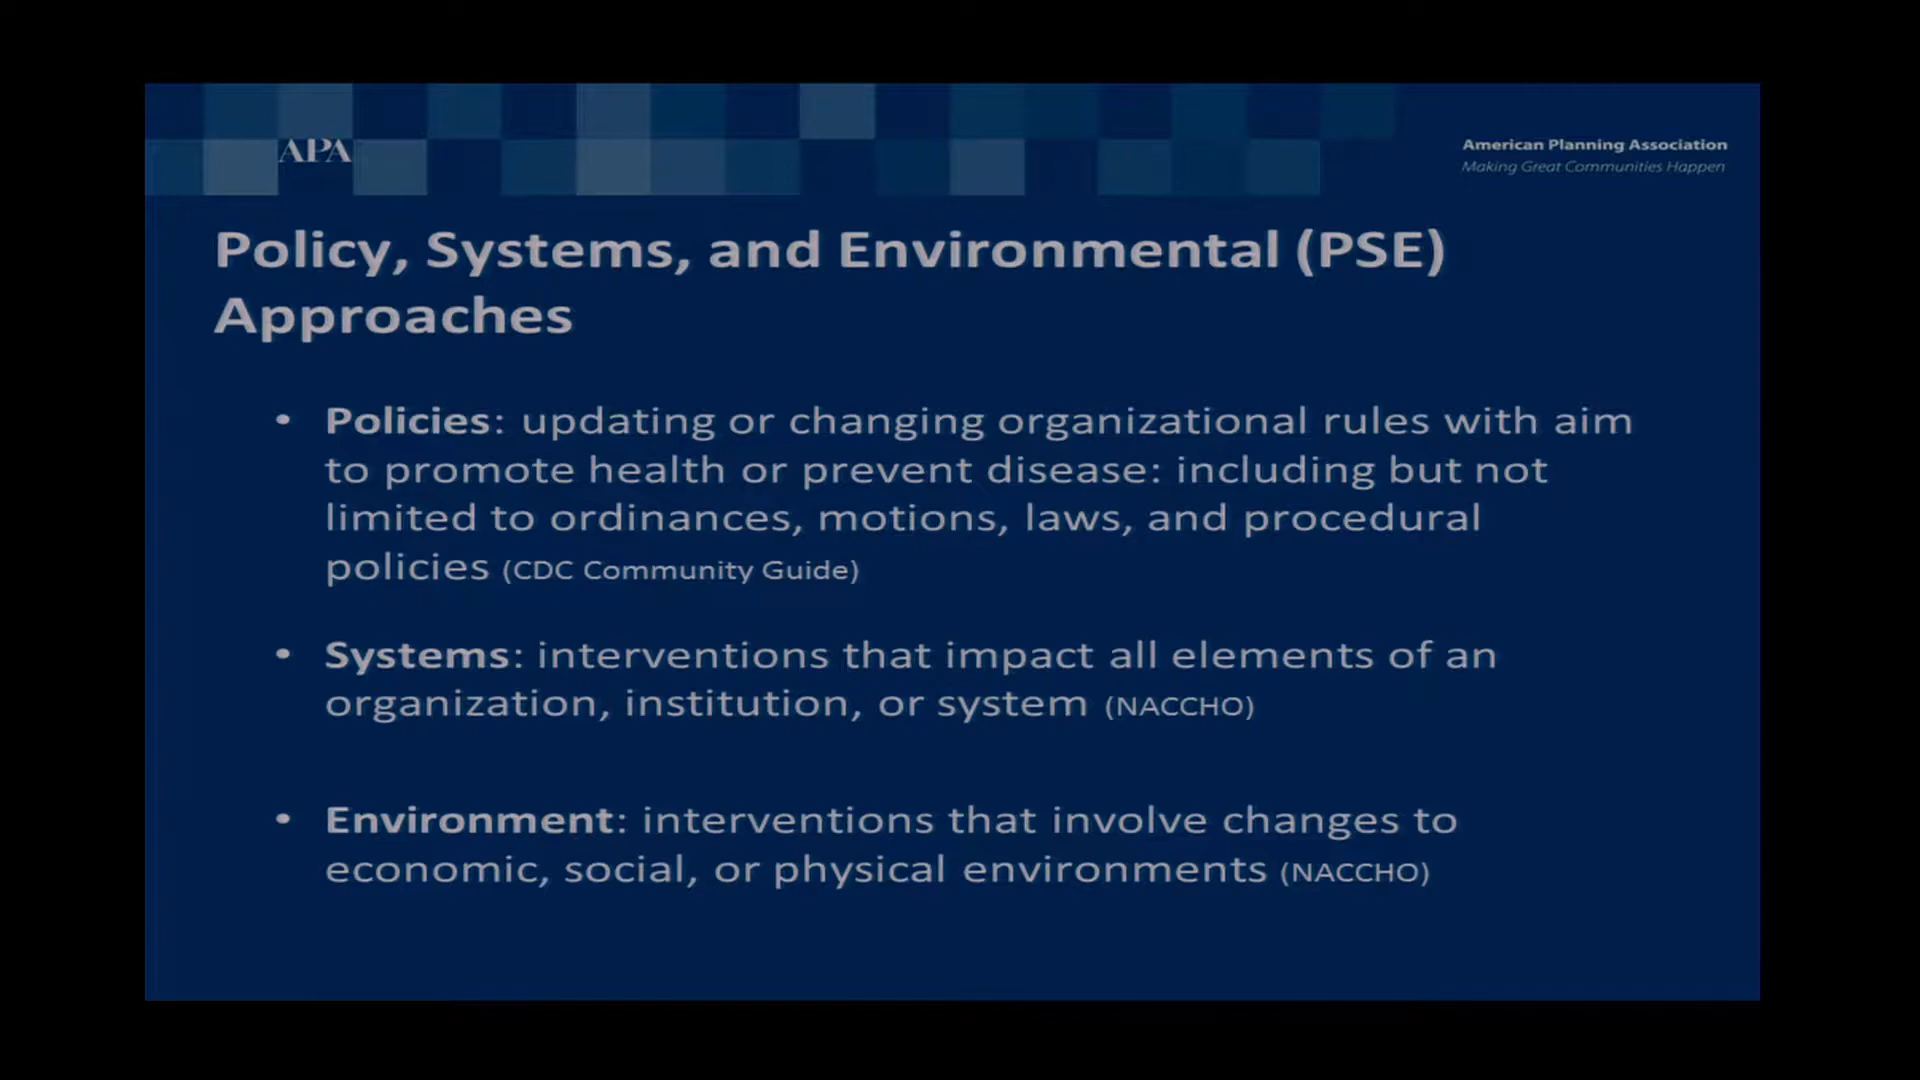 APA
American Planning Association
Making Great Communities Happen
Policy, Systems, and Environmental (PSE)
Approaches
• Policies: updating or changing organizational rules with aim
to promote health or prevent disease: including but not
limited to ordinances, motions, laws, and procedural
policies (CDC Community Guide)
• Systems: interventions that impact all elements of an
organization, institution, or system (NACCHO)
• Environment: interventions that involve changes to
economic, social, or physical environments (NACCHO)